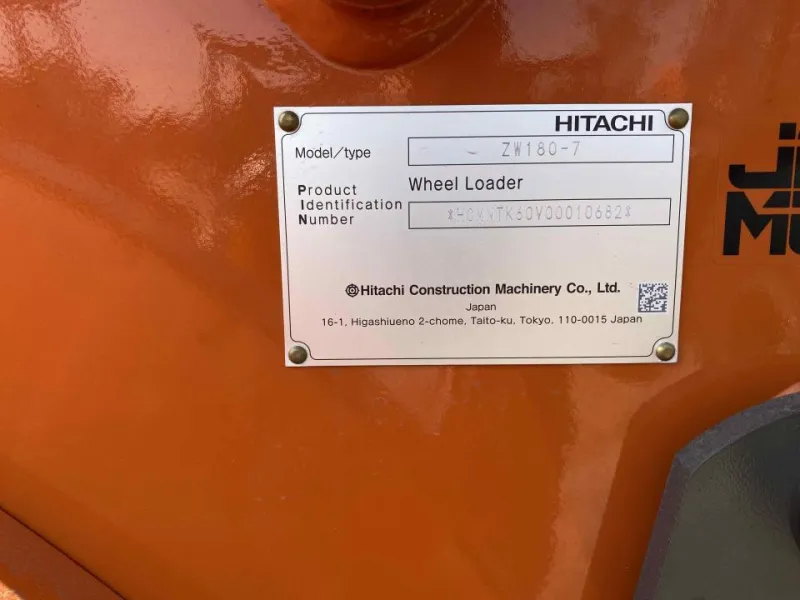 HITACHI
Model/type ZW180-7
Product Identification Number
Wheel Loader
Hitachi Construction Machinery Co., Ltd.
Japan
16-1, Higashiueno 2-chome, Taito-ku, Tokyo, 110-0015 Japan